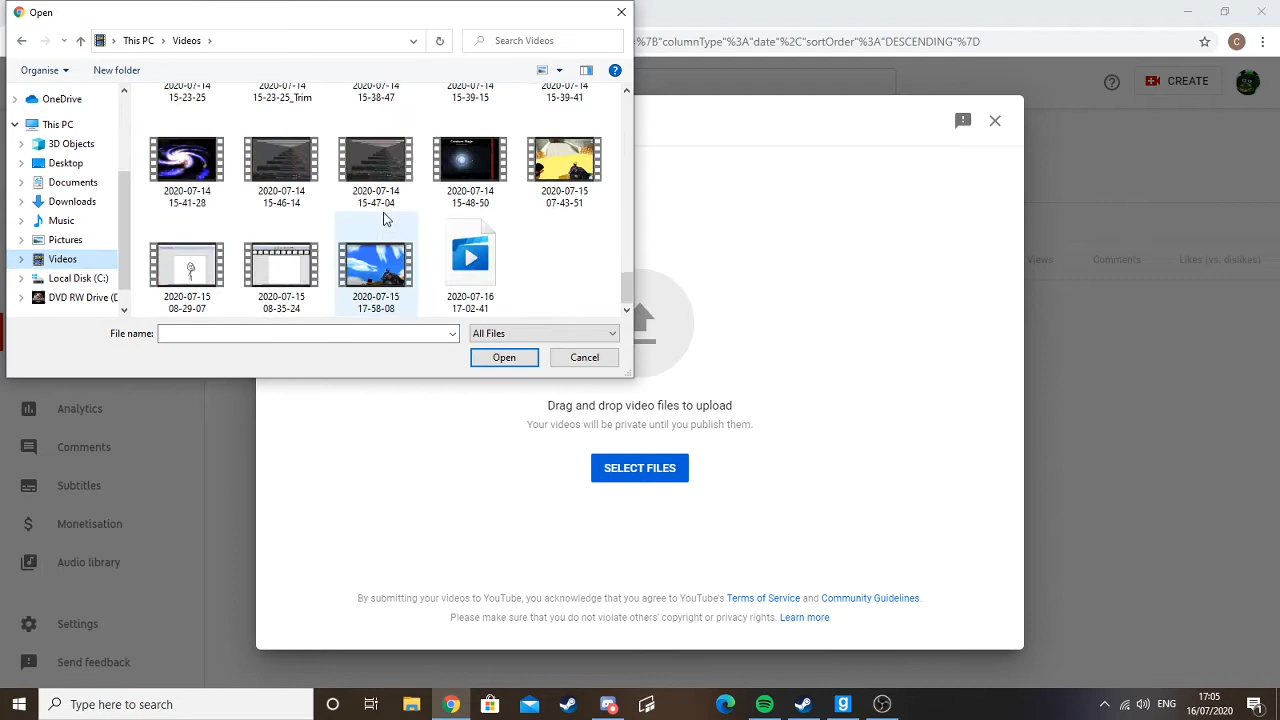 Open
This PC
Videos
Search Videos
="%7B"columnType"%3A"date"%2C"sortOrder"%3A"DESCENDING"%7D
C
Organise
New folder
OneDrive
This PC
3D Objects
Desktop
Documents
Downloads
Music
Pictures
Videos
Local Disk (C:)
DVD RW Drive (D
2020-07-14
15-23-25
2020-07-14
15-23-25_Trim
2020-07-14
15-38-47
2020-07-14
15-39-15
2020-07-14
15-39-41
2020-07-14
15-41-28
2020-07-14
15-46-14
2020-07-14
15-47-04
2020-07-14
15-48-50
2020-07-15
07-43-51
2020-07-15
08-29-07
2020-07-15
08-35-24
2020-07-15
17-58-08
2020-07-16
17-02-41
File name:
All Files
Open
Cancel
CREATE
Views
Comments
Likes (vs. dislikes)
Drag and drop video files to upload
Your videos will be private until you publish them.
SELECT FILES
By submitting your videos to YouTube, you acknowledge that you agree to YouTube's Terms of Service and Community Guidelines.
Please make sure that you do not violate others' copyright or privacy rights. Learn more
Analytics
Comments
Subtitles
Monetisation
Audio library
Settings
Send feedback
Type here to search
ENG
17:05
16/07/2020